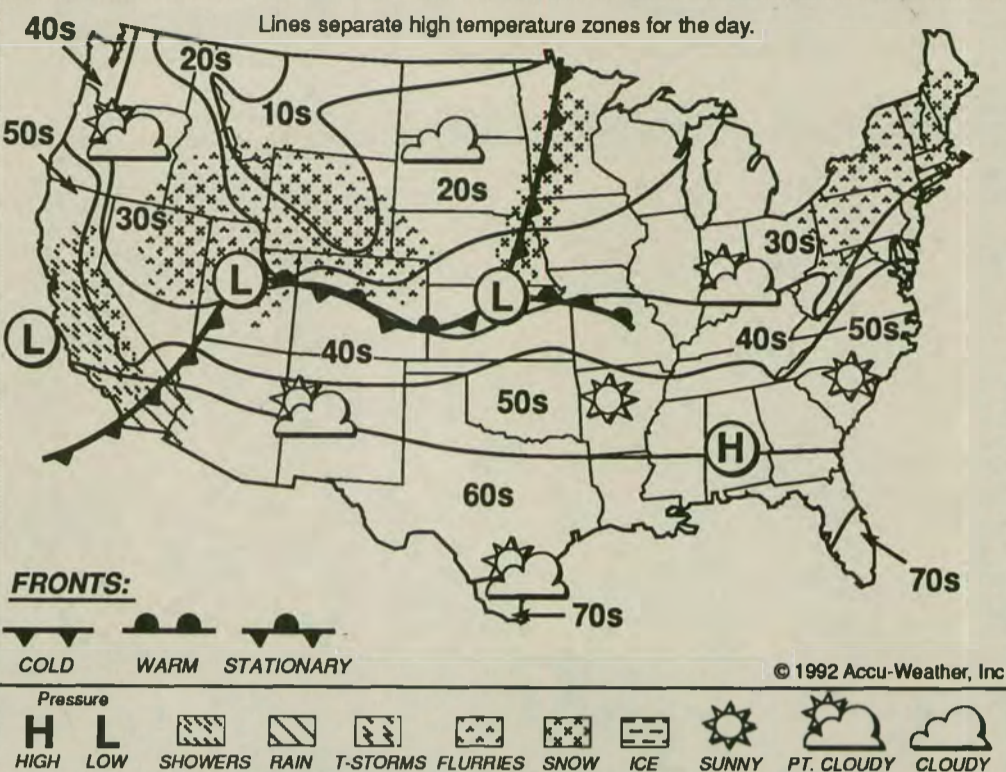 Lines separate high temperature zones for the day.
40s
20s
10s
50s
20s
30s
30s
L
L
L
40s
40s
50s
50s
H
60s
70s
70s
FRONTS:
COLD WARM STATIONARY
© 1992 Accu-Weather, Inc
Pressure
H L
HIGH LOW SHOWERS RAIN T-STORMS FLURRIES SNOW ICE SUNNY PT. CLOUDY CLOUDY